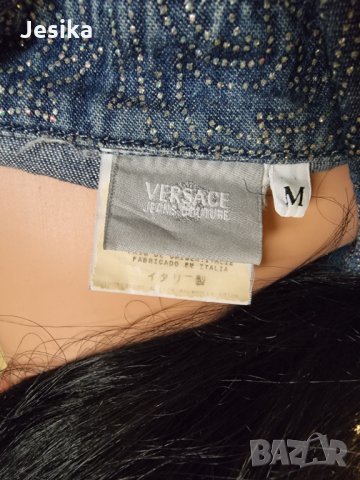 Jesika
VERSACE
JEANS COUTURE
M
FABRICADO EN ITALIA
イタリー製
BAZAR